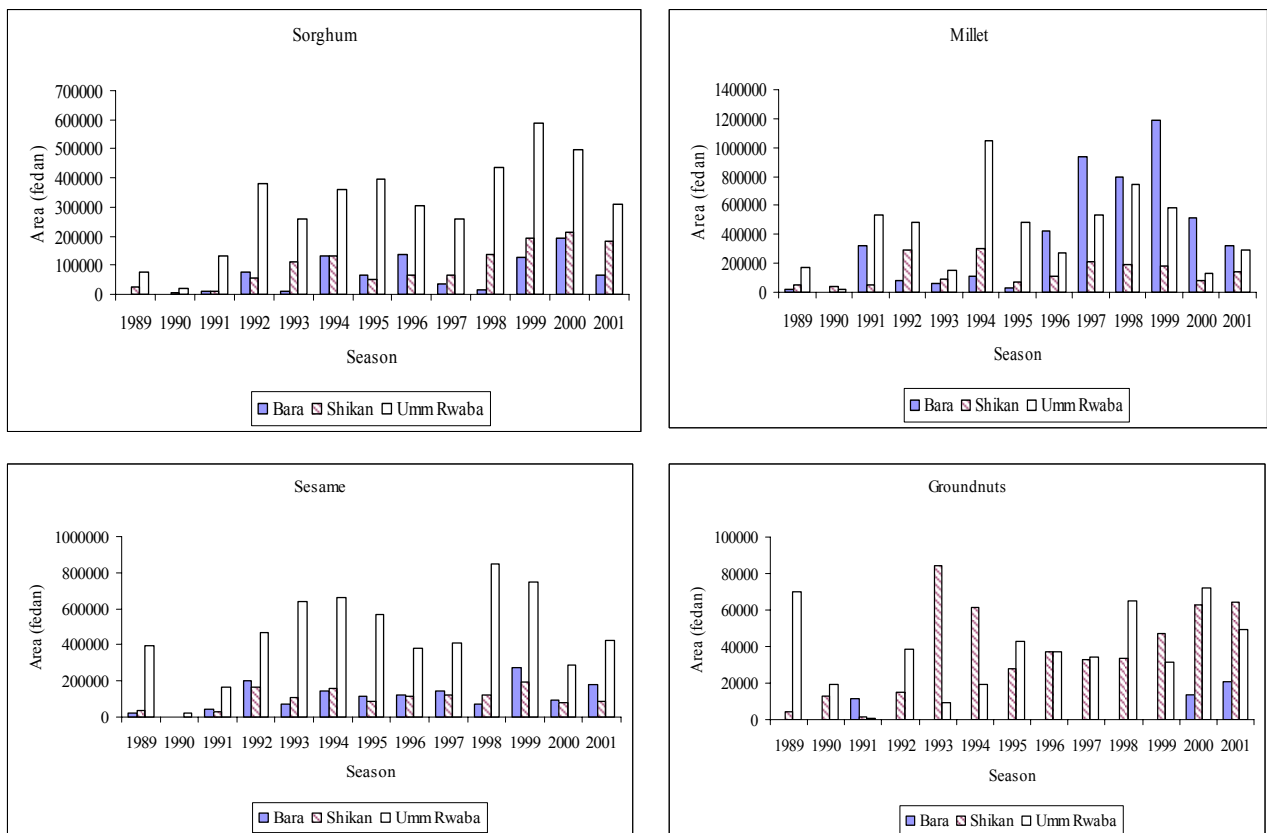 Sorghum
Area (fedan)
700000
600000
500000
400000
300000
200000
100000
0
1989 1990 1991 1992 1993 1994 1995 1996 1997 1998 1999 2000 2001
Season
Bara Shikan Umm Rwaba
Millet
Area (fedan)
1400000
1200000
1000000
800000
600000
400000
200000
0
1989 1990 1991 1992 1993 1994 1995 1996 1997 1998 1999 2000 2001
Season
Bara Shikan Umm Rwaba
Sesame
Area (fedan)
1000000
800000
600000
400000
200000
0
1989 1990 1991 1992 1993 1994 1995 1996 1997 1998 1999 2000 2001
Season
Bara Shikan Umm Rwaba
Groundnuts
Area (fedan)
100000
80000
60000
40000
20000
0
1989 1990 1991 1992 1993 1994 1995 1996 1997 1998 1999 2000 2001
Season
Bara Shikan Umm Rwaba